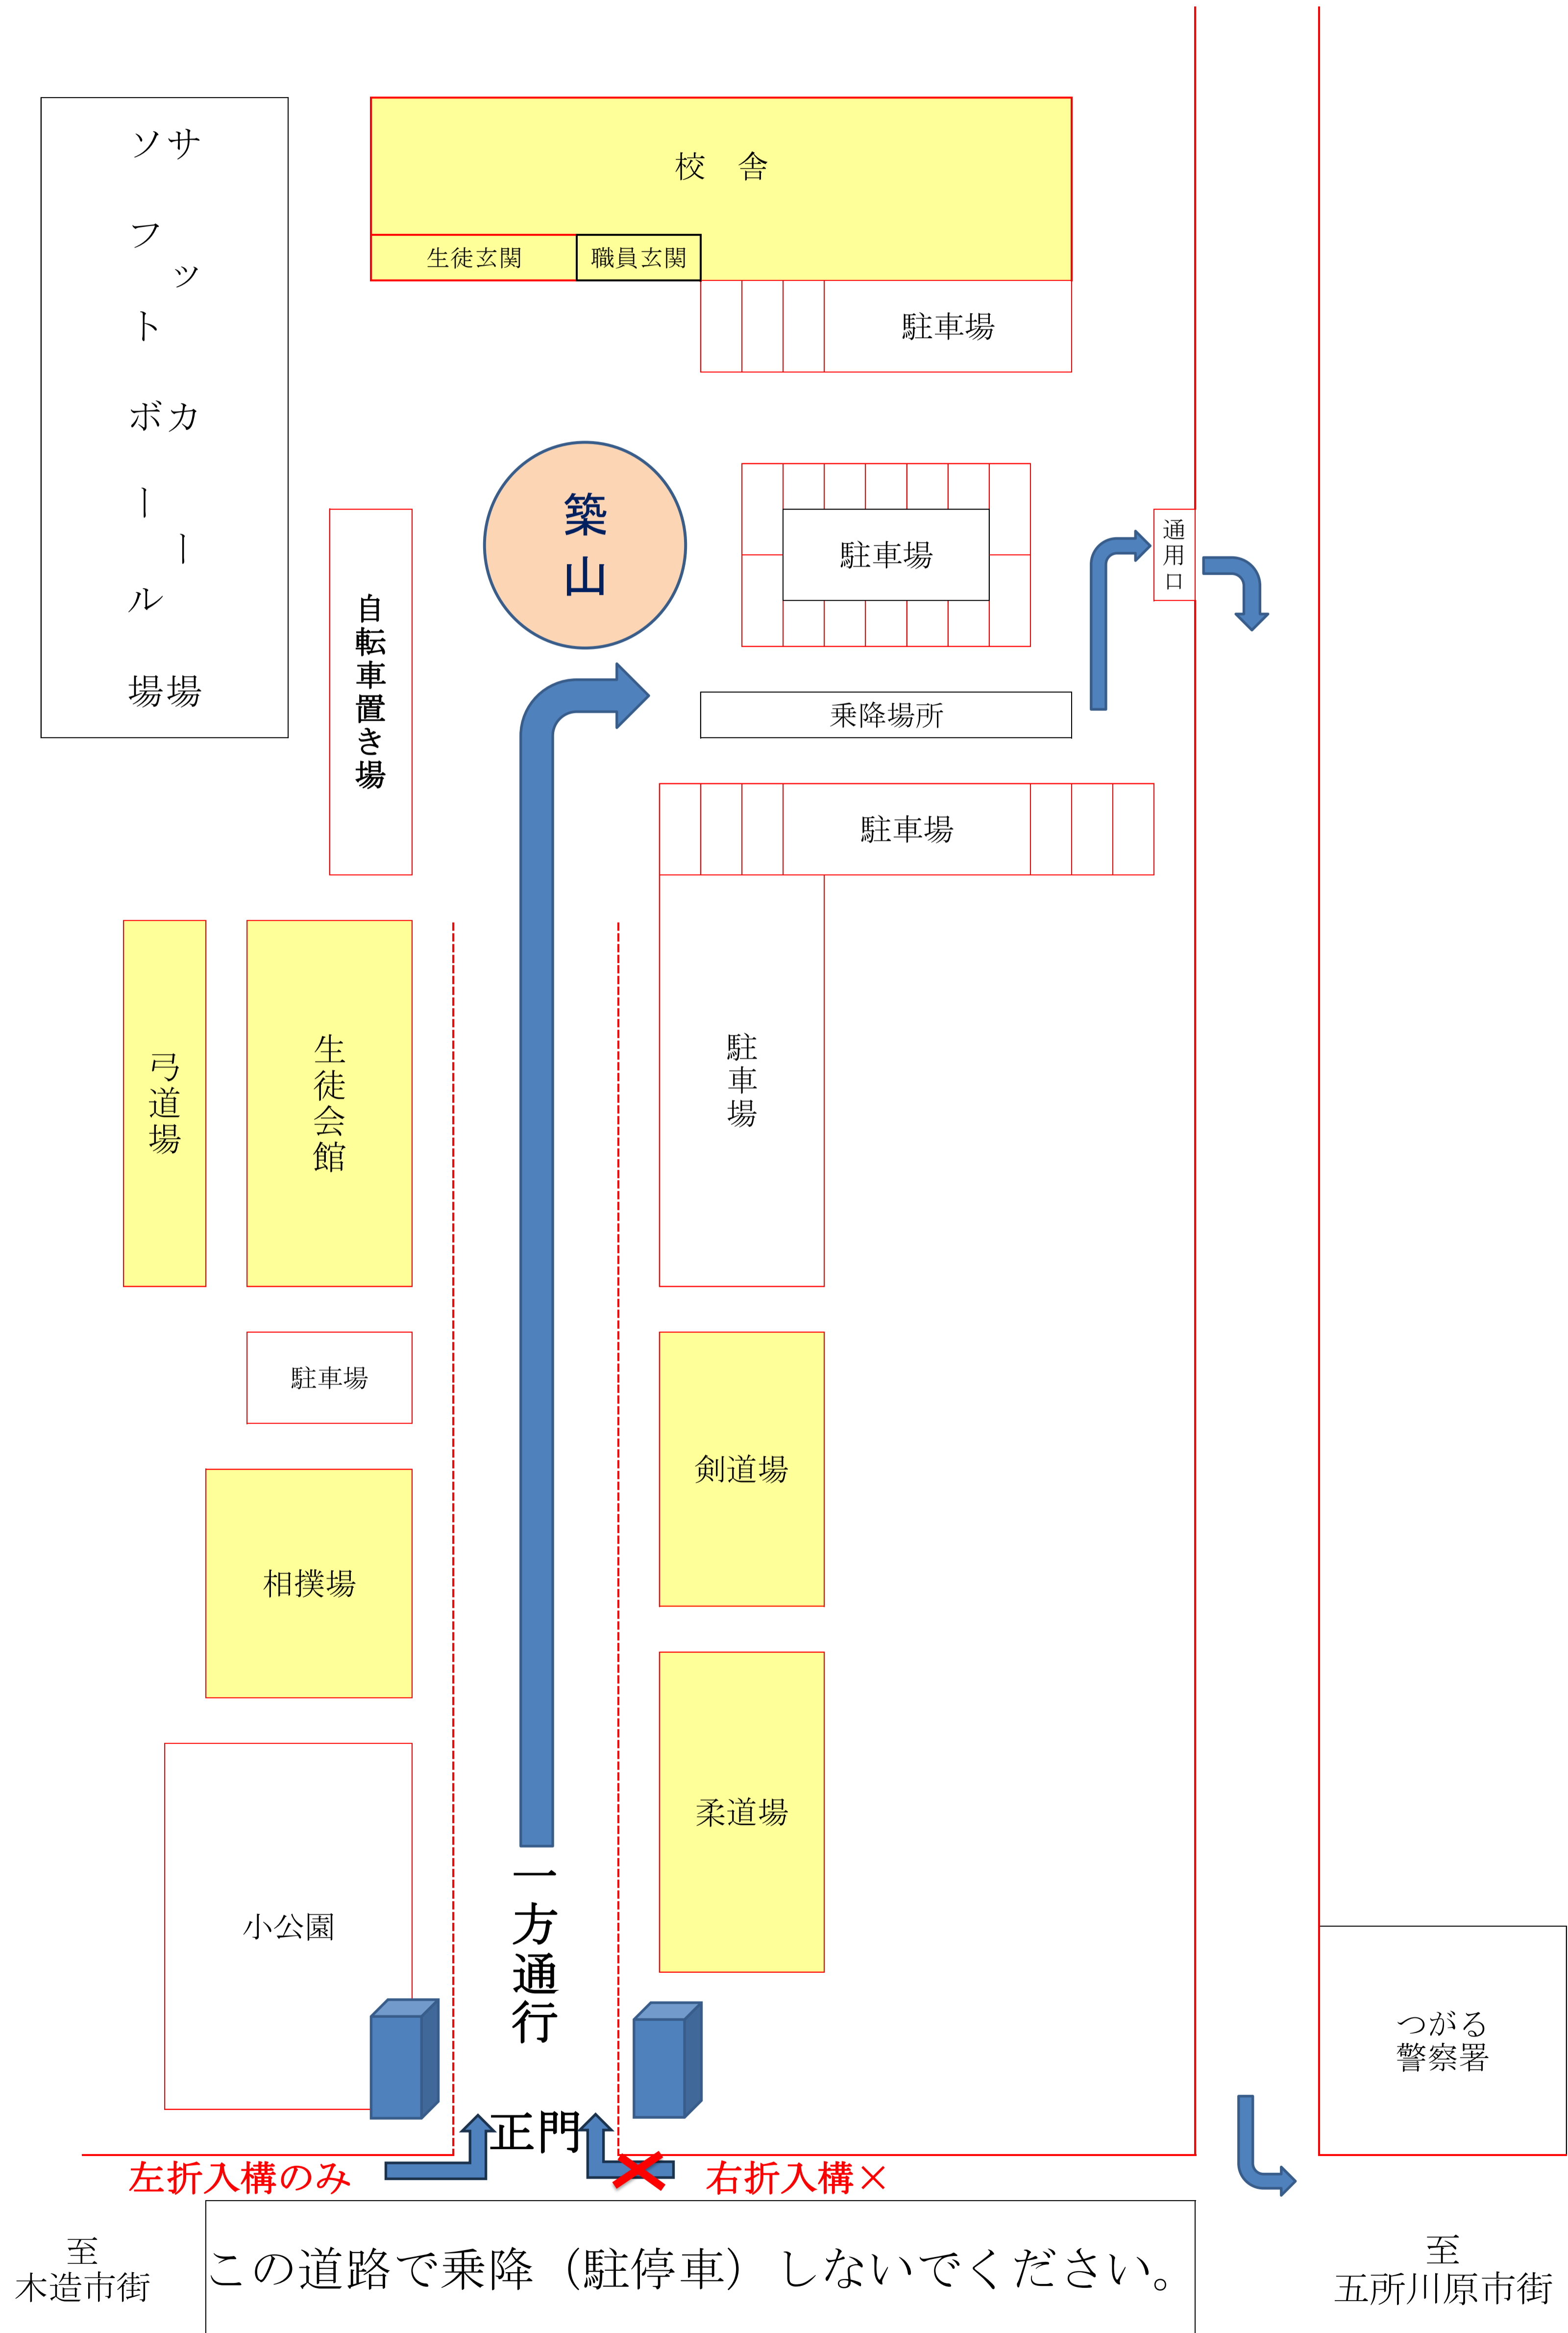 サッカー場
ソフトボール場
校　舎
生徒玄関
職員玄関
駐車場
築山
駐車場
通用口
自転車置き場
乗降場所
駐車場
弓道場
生徒会館
駐車場
駐車場
剣道場
相撲場
柔道場
小公園
一方通行
つがる
警察署
正門
左折入構のみ
右折入構×
至
木造市街
この道路で乗降（駐停車）しないでください。
至
五所川原市街